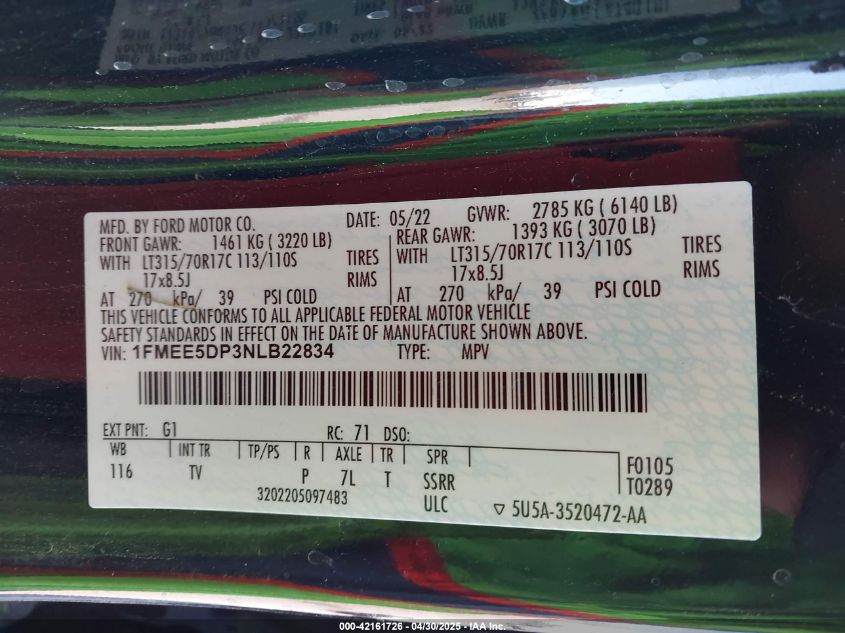 MFD. BY FORD MOTOR CO. DATE: 05/22 GVWR: 2785 KG ( 6140 LB)
FRONT GAWR: 1461 KG ( 3220 LB) REAR GAWR: 1393 KG ( 3070 LB)
WITH LT315/70R17C 113/110S TIRES WITH LT315/70R17C 113/110S TIRES
17x8.5J RIMS 17x8.5J RIMS
AT 270 kPa/ 39 PSI COLD AT 270 kPa/ 39 PSI COLD
THIS VEHICLE CONFORMS TO ALL APPLICABLE FEDERAL MOTOR VEHICLE
SAFETY STANDARDS IN EFFECT ON THE DATE OF MANUFACTURE SHOWN ABOVE.
VIN: 1FMEE5DP3NLB22834 TYPE: MPV
EXT PNT: G1 RC: 71 DSO:
WB INT TR TP/PS R AXLE TR SPR F0105
116 TV P 7L T SSRR T0289
3202205097483 ULC ▽ 5U5A-3520472-AA
000-42161726 - 04/30/2025 - IAA Inc.